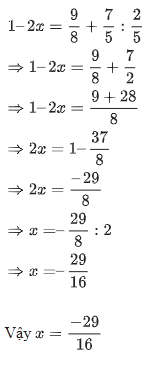 1–2x = 9/8 + 7/5 : 2/5
⇒ 1–2x = 9/8 + 7/2
⇒ 1–2x = (9 + 28)/8
⇒ 2x = 1– 37/8
⇒ 2x = –29/8
⇒ x =– 29/8 : 2
⇒ x =– 29/16
Vậy x = –29/16